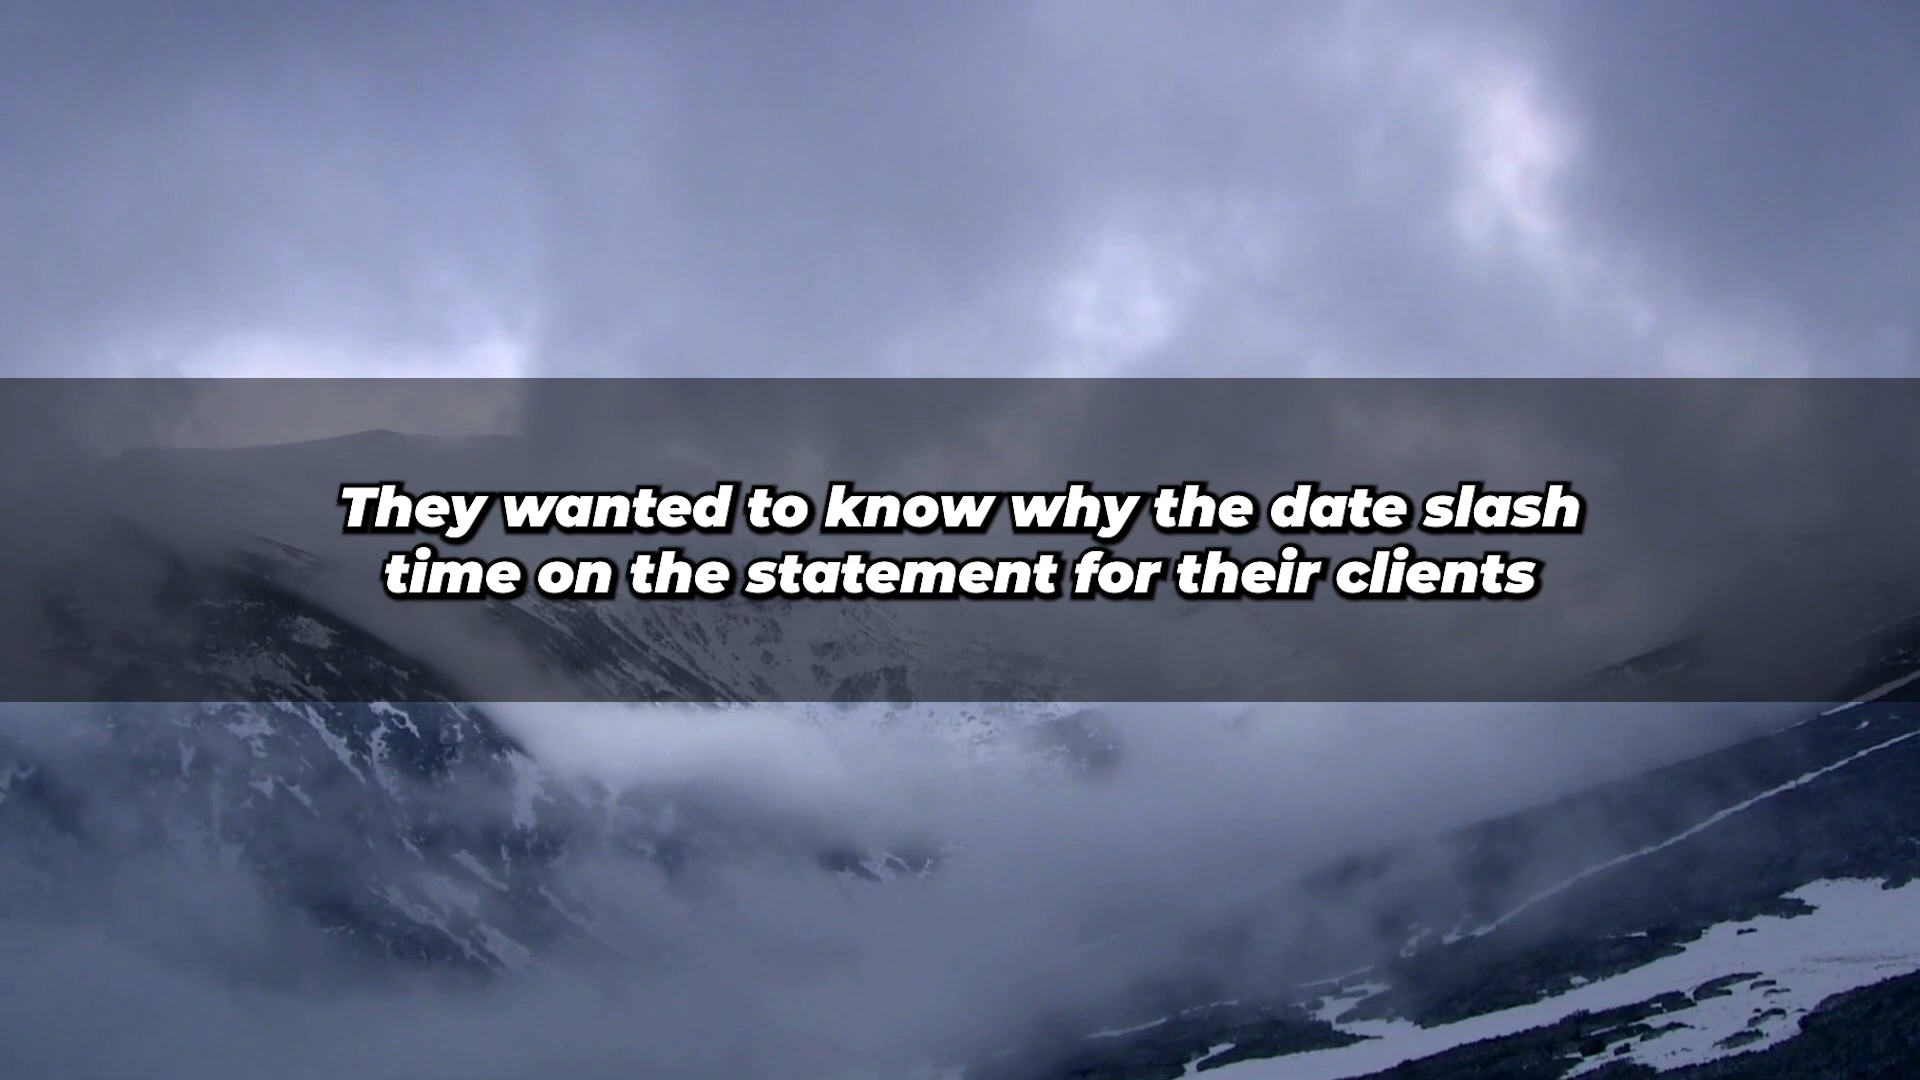 They wanted to know why the date slash
time on the statement for their clients